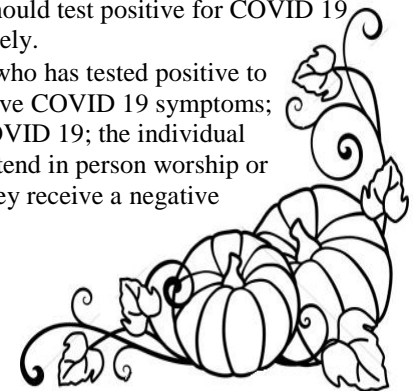 hould test positive for COVID 19
ely.
who has tested positive to
ve COVID 19 symptoms;
OVID 19; the individual
tend in person worship or
ey receive a negative